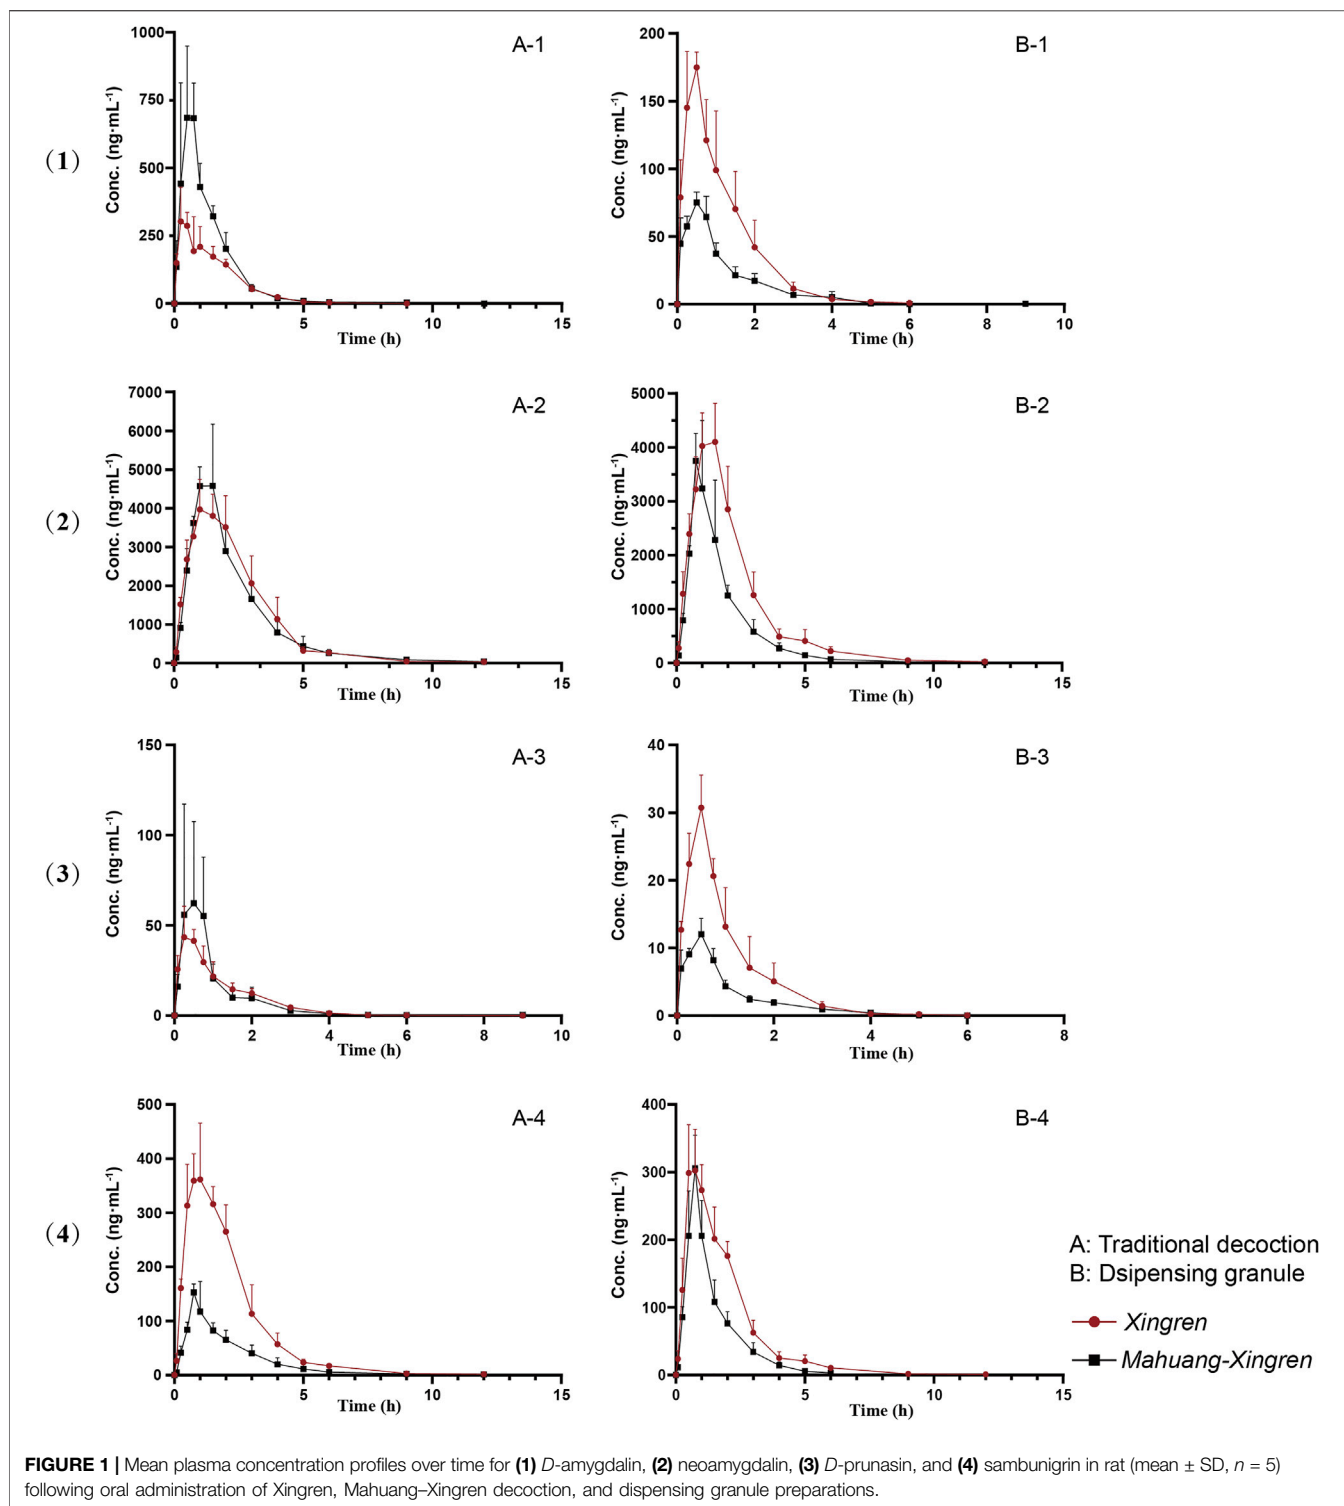 A-1
1000
750
500
250
0
Conc. (ng·mL⁻¹)
0 5 10 15
Time (h)
(1)
B-1
200
150
100
50
0
Conc. (ng·mL⁻¹)
0 2 4 6 8 10
Time (h)
A-2
7000
6000
5000
4000
3000
2000
1000
0
Conc. (ng·mL⁻¹)
0 5 10 15
Time (h)
(2)
B-2
5000
4000
3000
2000
1000
0
Conc. (ng·mL⁻¹)
0 5 10 15
Time (h)
A-3
150
100
50
0
Conc. (ng·mL⁻¹)
0 2 4 6 8 10
Time (h)
(3)
B-3
40
30
20
10
0
Conc. (ng·mL⁻¹)
0 2 4 6 8
Time (h)
A-4
500
400
300
200
100
0
Conc. (ng·mL⁻¹)
0 5 10 15
Time (h)
(4)
B-4
400
300
200
100
0
Conc. (ng·mL⁻¹)
0 5 10 15
Time (h)
A: Traditional decoction
B: Dsipensing granule
Xingren
Mahuang-Xingren
FIGURE 1 | Mean plasma concentration profiles over time for (1) D-amygdalin, (2) neoamygdalin, (3) D-prunasin, and (4) sambunigrin in rat (mean ± SD, n = 5)
following oral administration of Xingren, Mahuang–Xingren decoction, and dispensing granule preparations.